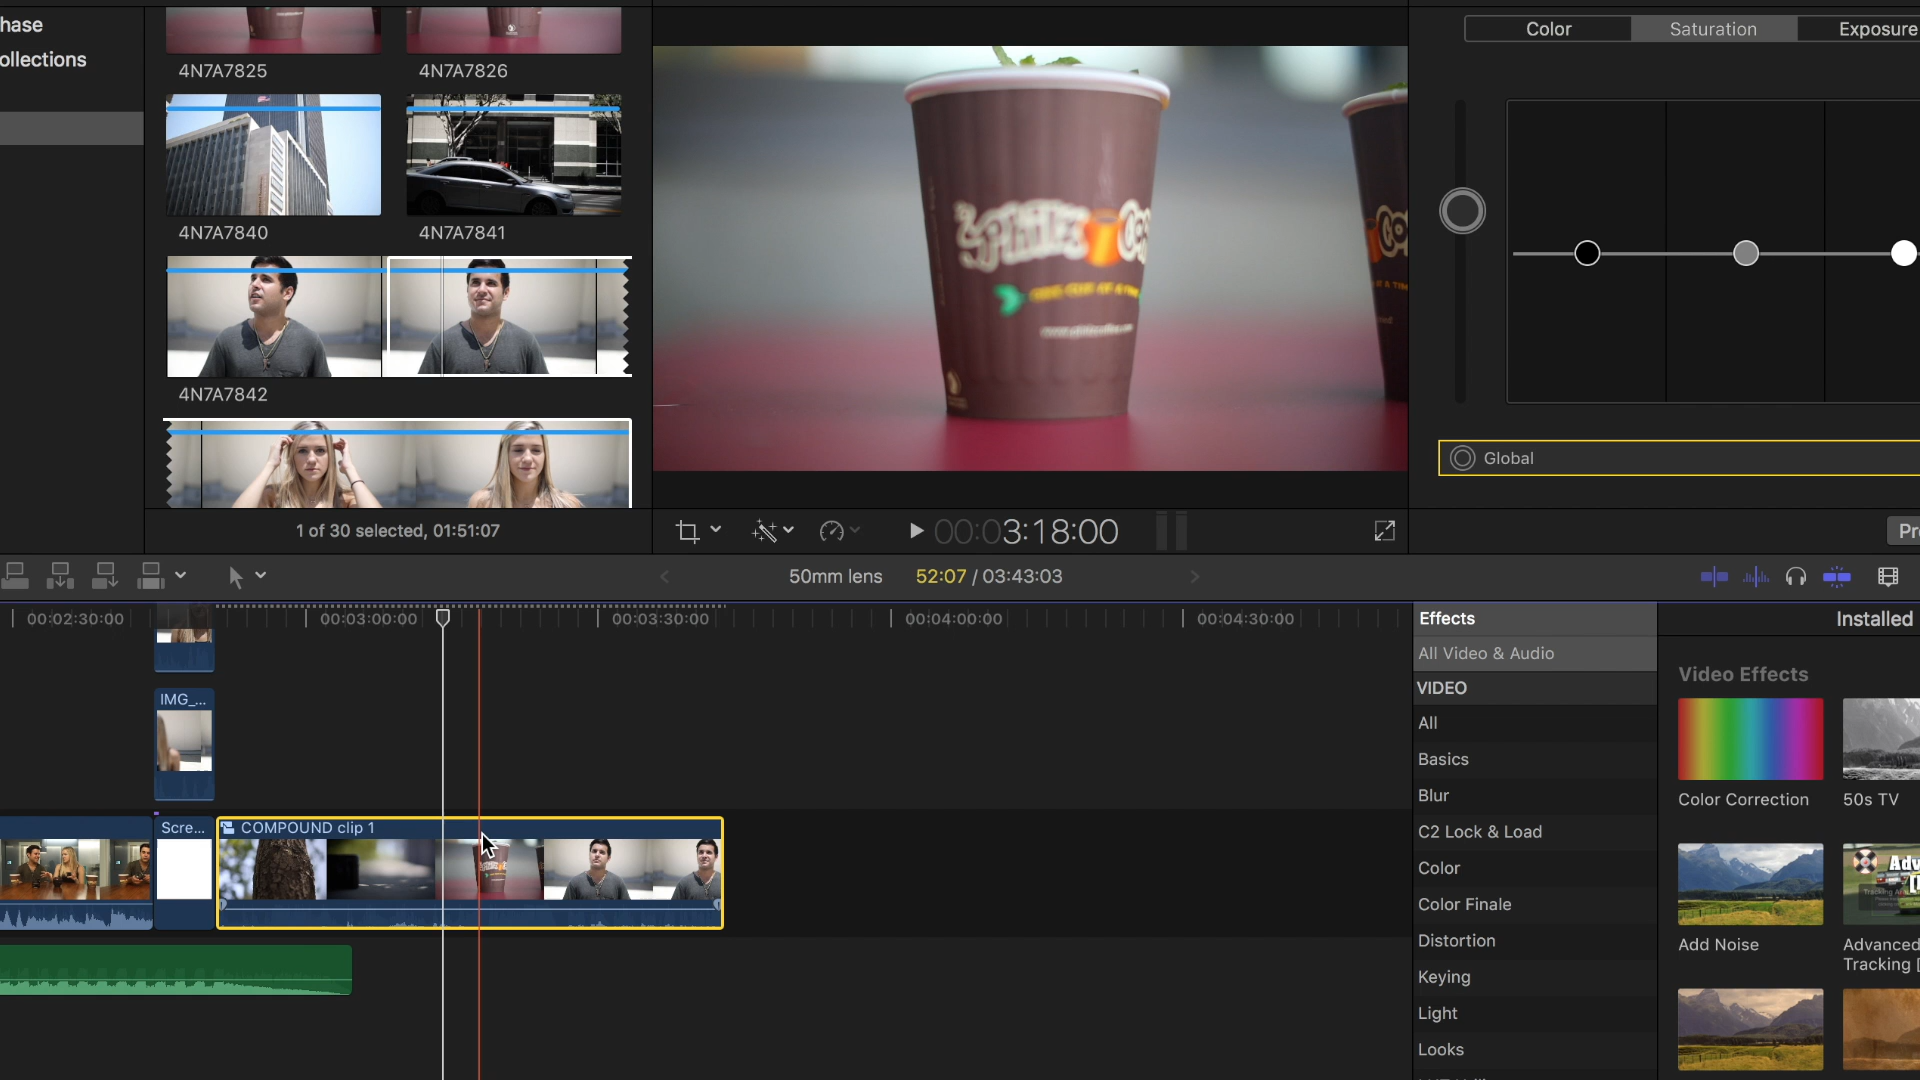 hase
ollections
4N7A7825
4N7A7826
4N7A7840
4N7A7841
4N7A7842
1 of 30 selected, 01:51:07
00:03:18:00
Color
Saturation
Exposure
Global
Pre
50mm lens
52:07 / 03:43:03
00:02:30:00
00:03:00:00
00:03:30:00
00:04:00:00
00:04:30:00
IMG_...
Scre...
COMPOUND clip 1
Effects
All Video & Audio
VIDEO
All
Basics
Blur
C2 Lock & Load
Color
Color Finale
Distortion
Keying
Light
Looks
Installed
Video Effects
Color Correction
50s TV
Add Noise
Advanced
Tracking [